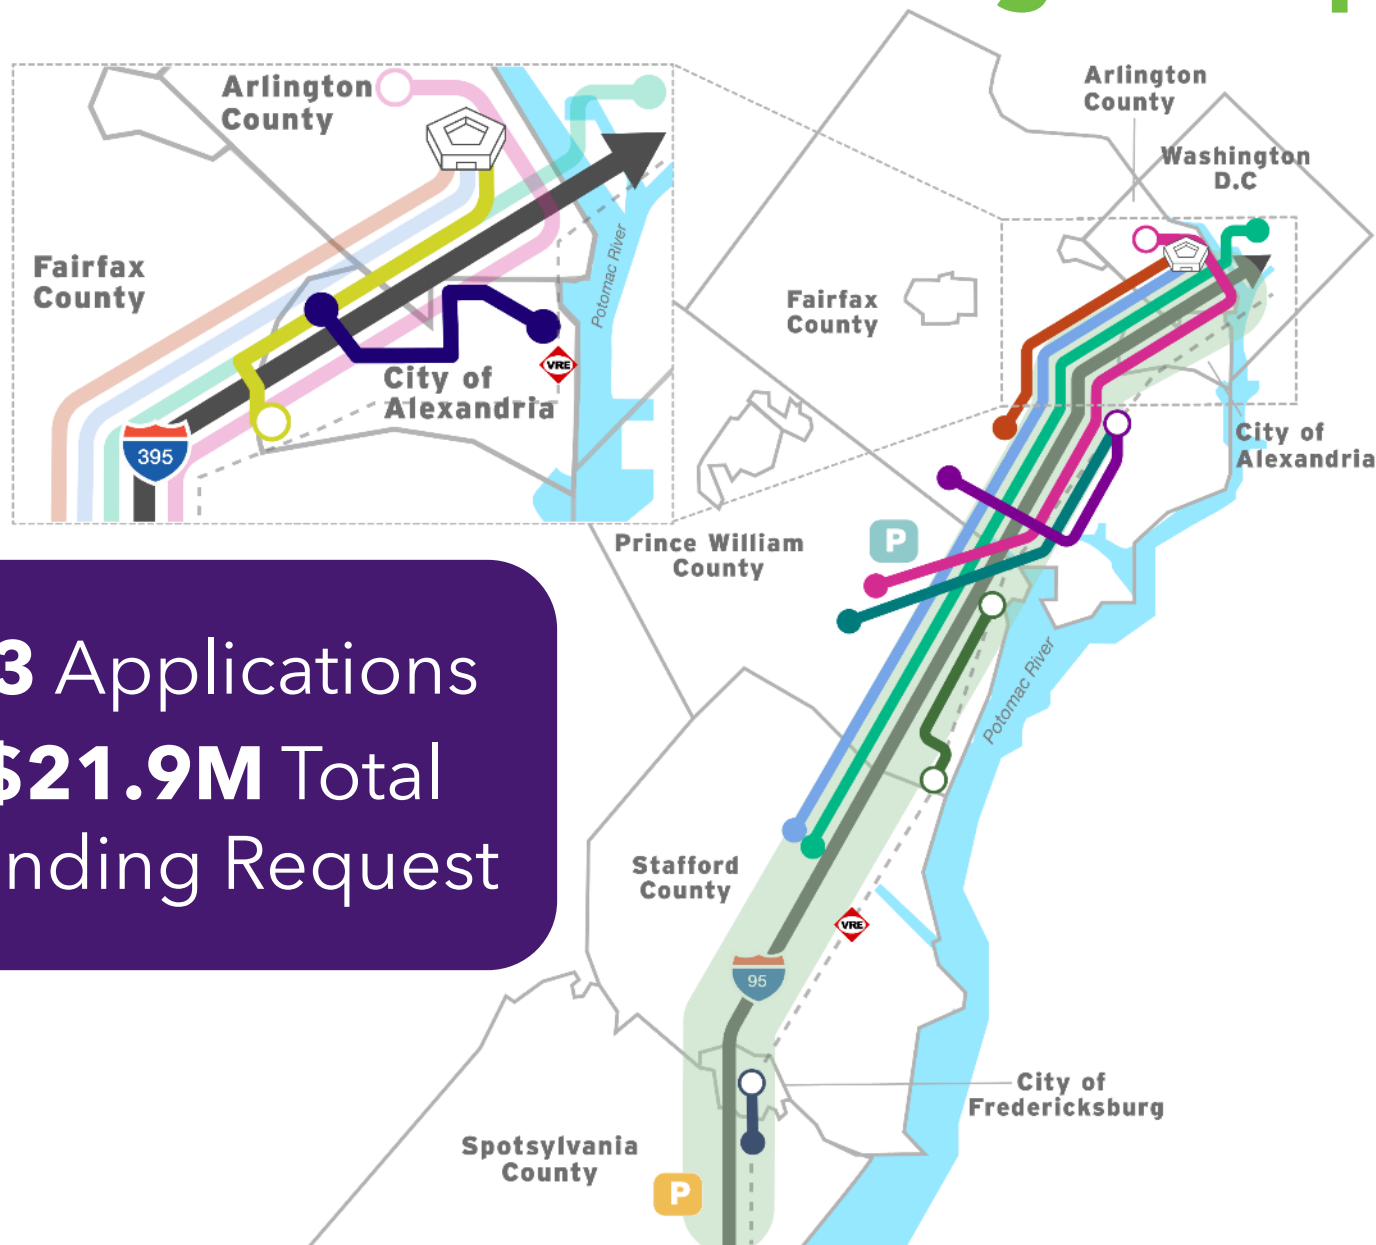 Arlington
County
Fairfax
County
Potomac River
VRE
City of
Alexandria
395
Arlington
County
Washington
D.C
Fairfax
County
City of
Alexandria
Prince William
County
P
3 Applications
$21.9M Total
nding Request
Potomac River
Stafford
County
VRE
95
City of
Fredericksburg
Spotsylvania
County
P